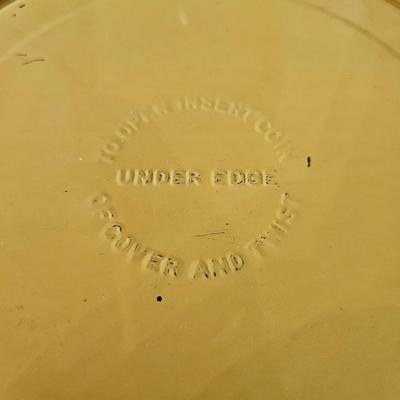 TO OPEN INSERT COIN
UNDER EDGE
OF COVER AND TWIST